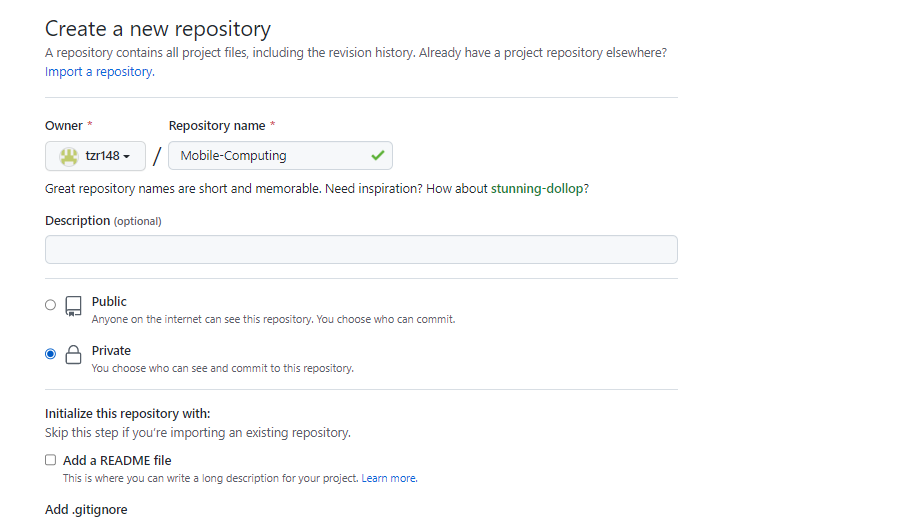 Create a new repository
A repository contains all project files, including the revision history. Already have a project repository elsewhere?
Import a repository.
Owner * Repository name *
tzr148 / Mobile-Computing
Great repository names are short and memorable. Need inspiration? How about stunning-dollop?
Description (optional)
Public
Anyone on the internet can see this repository. You choose who can commit.
Private
You choose who can see and commit to this repository.
Initialize this repository with:
Skip this step if you're importing an existing repository.
Add a README file
This is where you can write a long description for your project. Learn more.
Add .gitignore